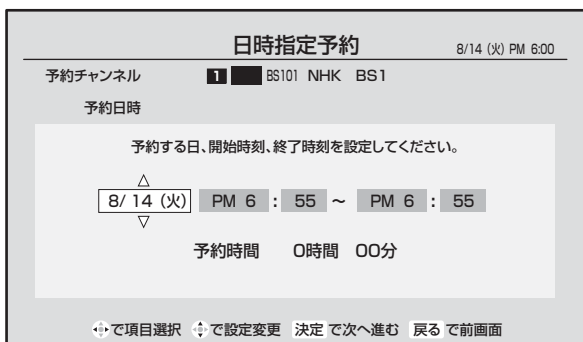 日時指定予約 8/14 (火) PM 6:00
予約チャンネル 1 BS101 NHK BS1
予約日時
予約する日、開始時刻、終了時刻を設定してください。
8/ 14 (火) PM 6 : 55 ~ PM 6 : 55
予約時間 0時間 00分
で項目選択 で設定変更 決定 で次へ進む 戻る で前画面